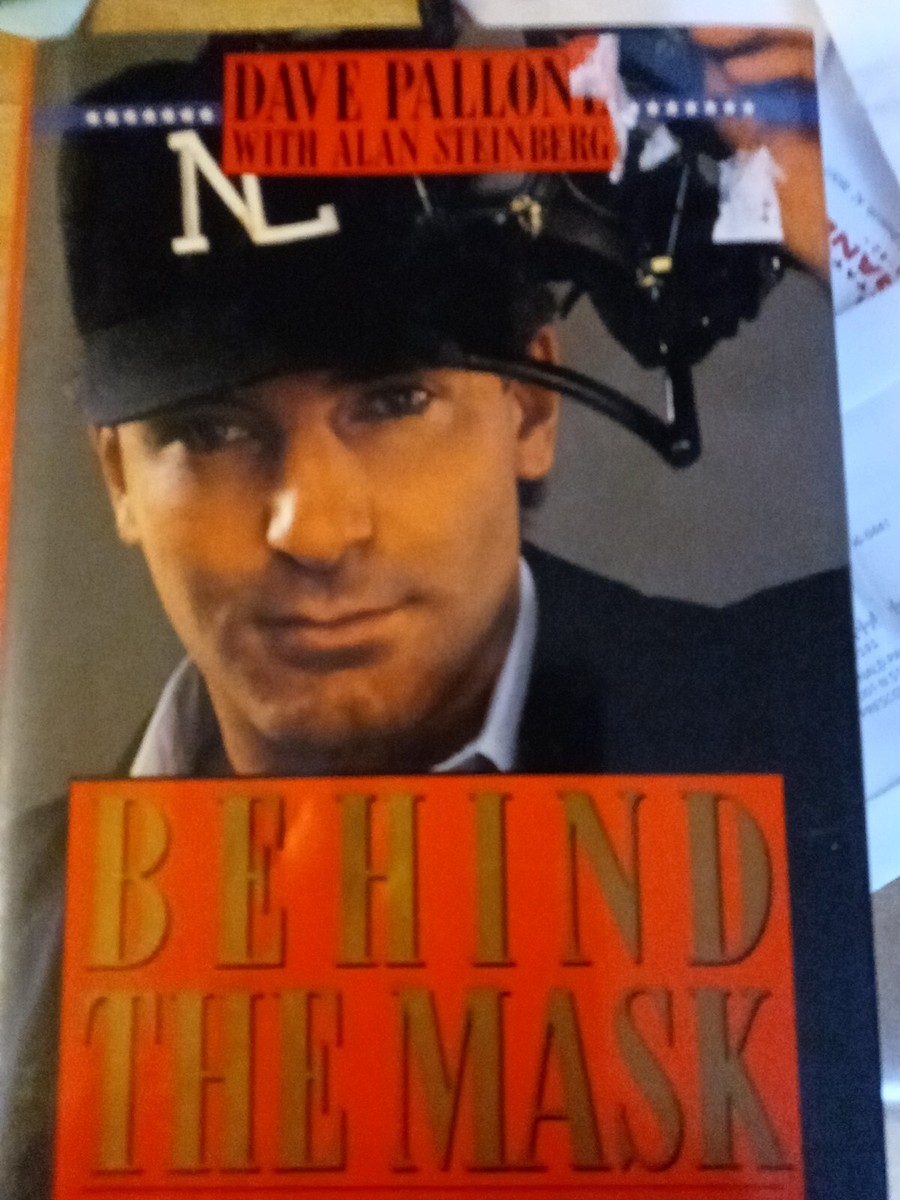 DAVE PALLONE
WITH ALAN STEINBERG
NL
BEHIND
THE MASK